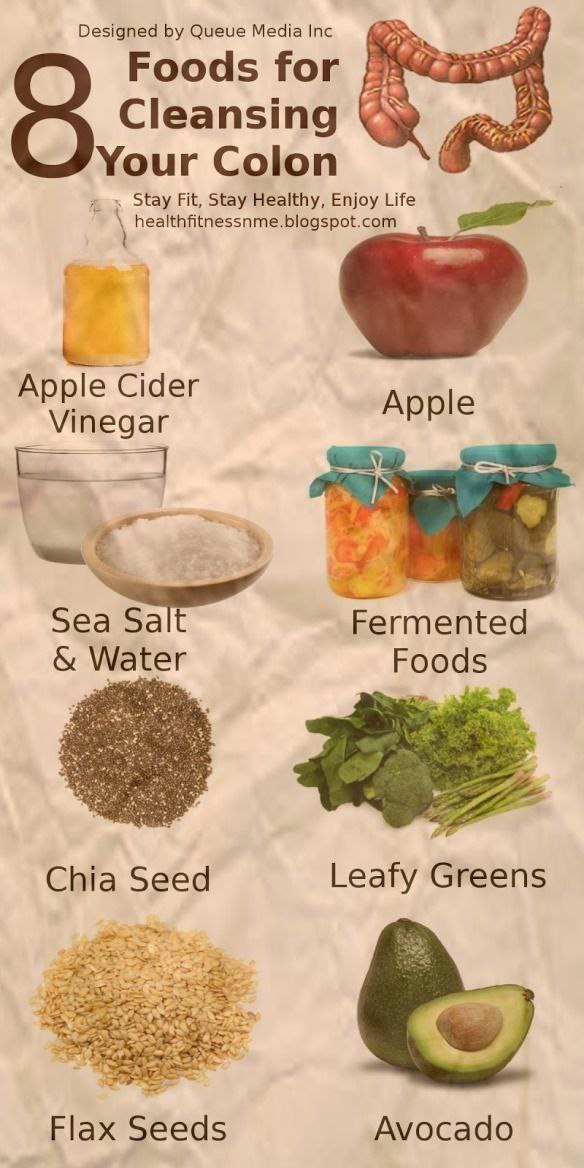 Designed by Queue Media Inc
8
Foods for
Cleansing
Your Colon
Stay Fit, Stay Healthy, Enjoy Life
healthfitnessnme.blogspot.com
Apple Cider
Vinegar
Apple
Sea Salt
& Water
Fermented
Foods
Chia Seed
Leafy Greens
Flax Seeds
Avocado